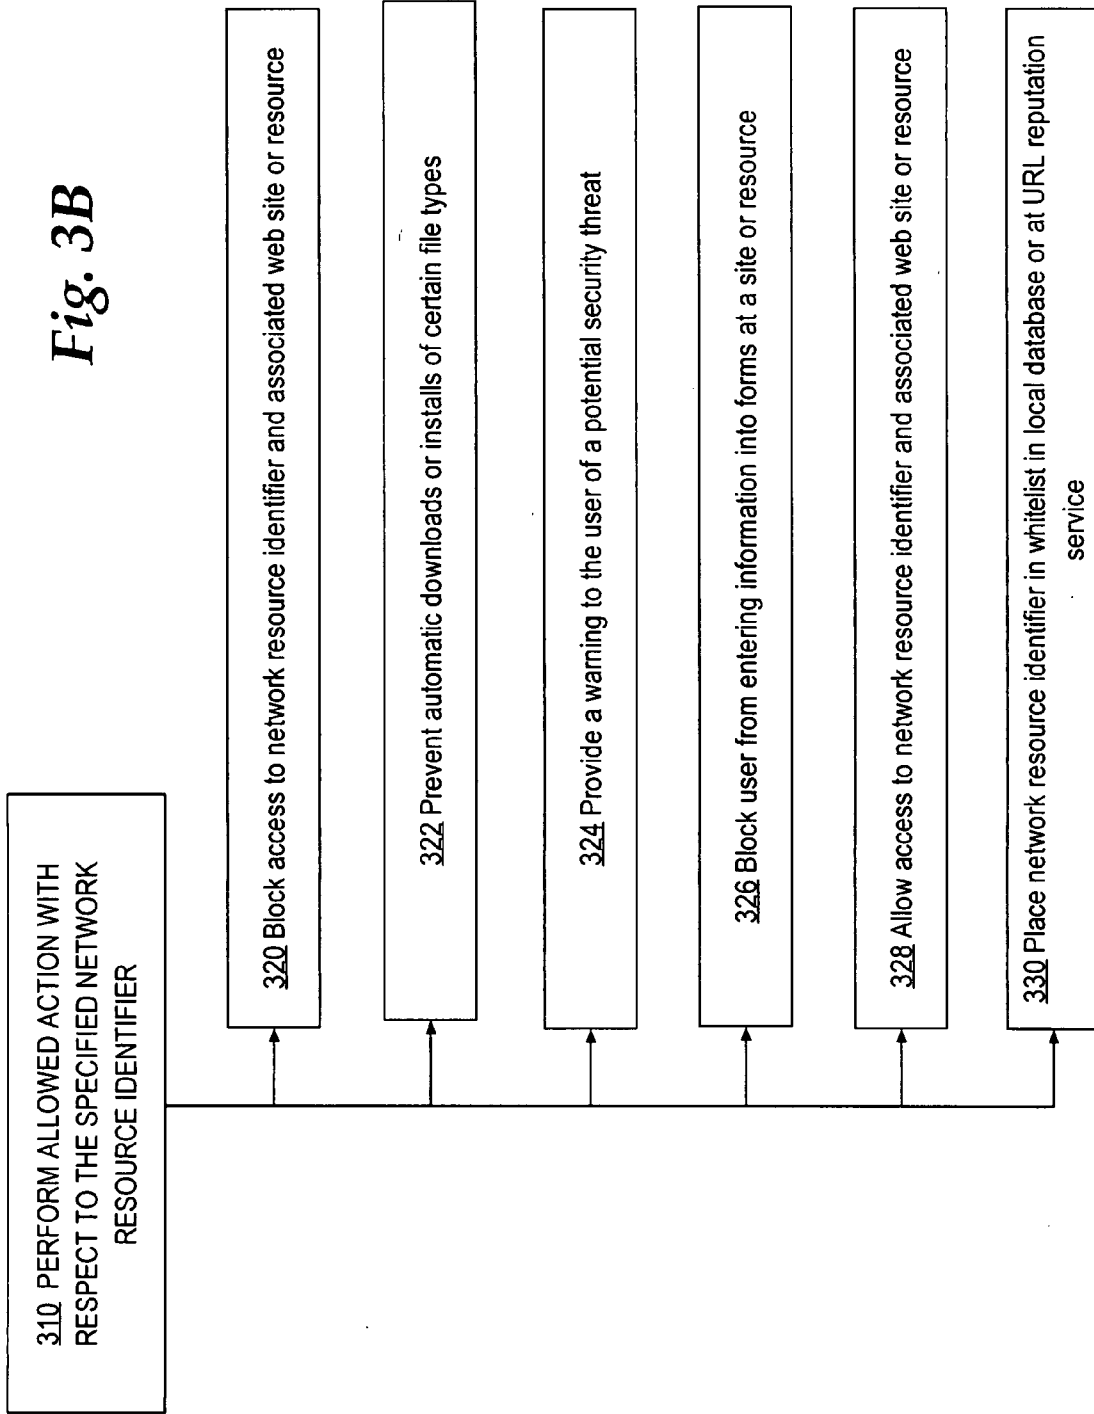 310 PERFORM ALLOWED ACTION WITH
RESPECT TO THE SPECIFIED NETWORK
RESOURCE IDENTIFIER
Fig. 3B
320 Block access to network resource identifier and associated web site or resource
322 Prevent automatic downloads or installs of certain file types
324 Provide a warning to the user of a potential security threat
326 Block user from entering information into forms at a site or resource
328 Allow access to network resource identifier and associated web site or resource
330 Place network resource identifier in whitelist in local database or at URL reputation
service